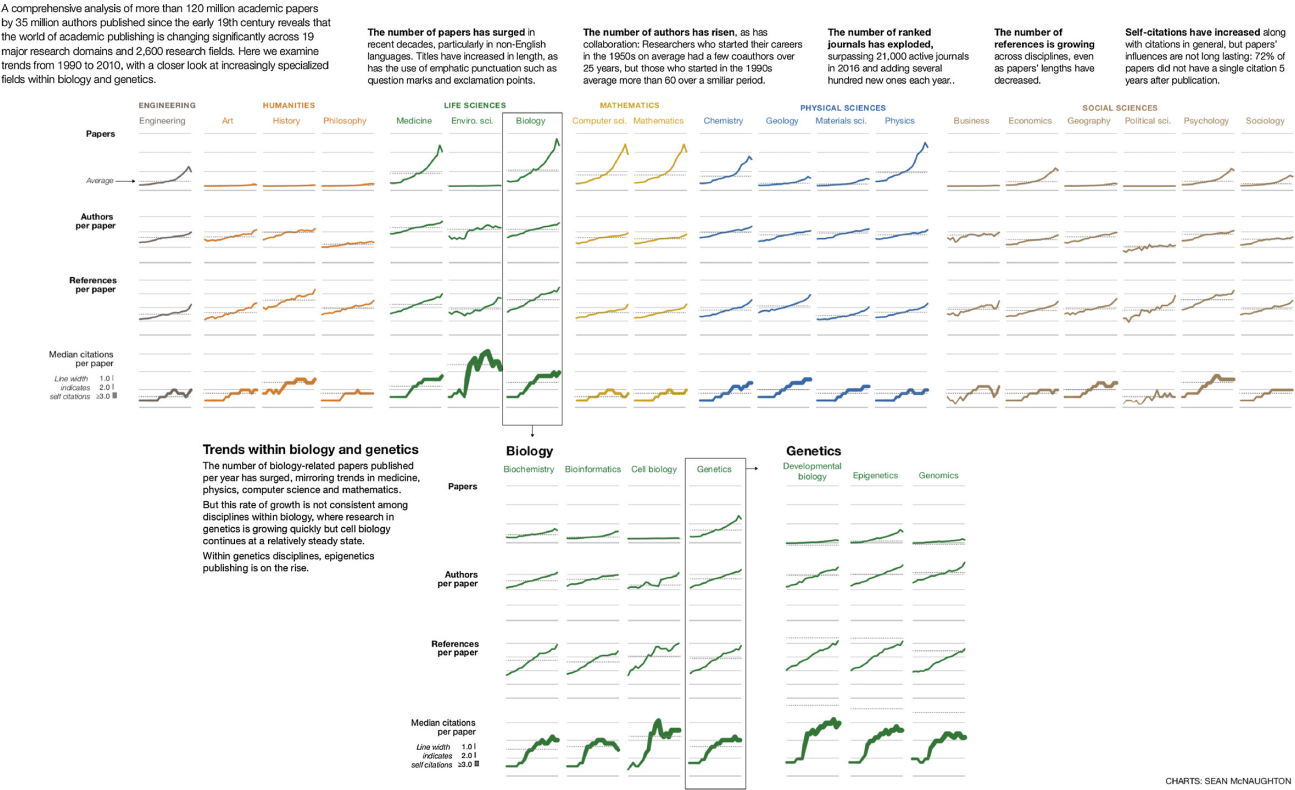 A comprehensive analysis of more than 120 million academic papers
by 35 million authors published since the early 19th century reveals that
the world of academic publishing is changing significantly across 19
major research domains and 2,600 research fields. Here we examine
trends from 1990 to 2010, with a closer look at increasingly specialized
fields within biology and genetics.
The number of papers has surged in
recent decades, particularly in non-English
languages. Titles have increased in length, as
has the use of emphatic punctuation such as
question marks and exclamation points.
The number of authors has risen, as has
collaboration: Researchers who started their careers
in the 1950s on average had a few coauthors over
25 years, but those who started in the 1990s
average more than 60 over a smiliar period.
The number of ranked
journals has exploded,
surpassing 21,000 active journals
in 2016 and adding several
hundred new ones each year..
The number of
references is growing
across disciplines, even
as papers' lengths have
decreased.
Self-citations have increased along
with citations in general, but papers'
influences are not long lasting: 72% of
papers did not have a single citation 5
years after publication.
ENGINEERING
HUMANITIES
LIFE SCIENCES
MATHEMATICS
PHYSICAL SCIENCES
SOCIAL SCIENCES
Engineering
Art
History
Philosophy
Medicine
Enviro. sci.
Biology
Computer sci.
Mathematics
Chemistry
Geology
Materials sci.
Physics
Business
Economics
Geography
Political sci.
Psychology
Sociology
Papers
Average
Authors
per paper
References
per paper
Median citations
per paper
Line width 1.0
indicates 2.0
self citations ≥3.0
Trends within biology and genetics
The number of biology-related papers published
per year has surged, mirroring trends in medicine,
physics, computer science and mathematics.
But this rate of growth is not consistent among
disciplines within biology, where research in
genetics is growing quickly but cell biology
continues at a relatively steady state.
Within genetics disciplines, epigenetics
publishing is on the rise.
Biology
Biochemistry
Bioinformatics
Cell biology
Genetics
Genetics
Developmental
biology
Epigenetics
Genomics
Papers
Authors
per paper
References
per paper
Median citations
per paper
Line width 1.0
indicates 2.0
self citations ≥3.0
CHARTS: SEAN McNAUGHTON